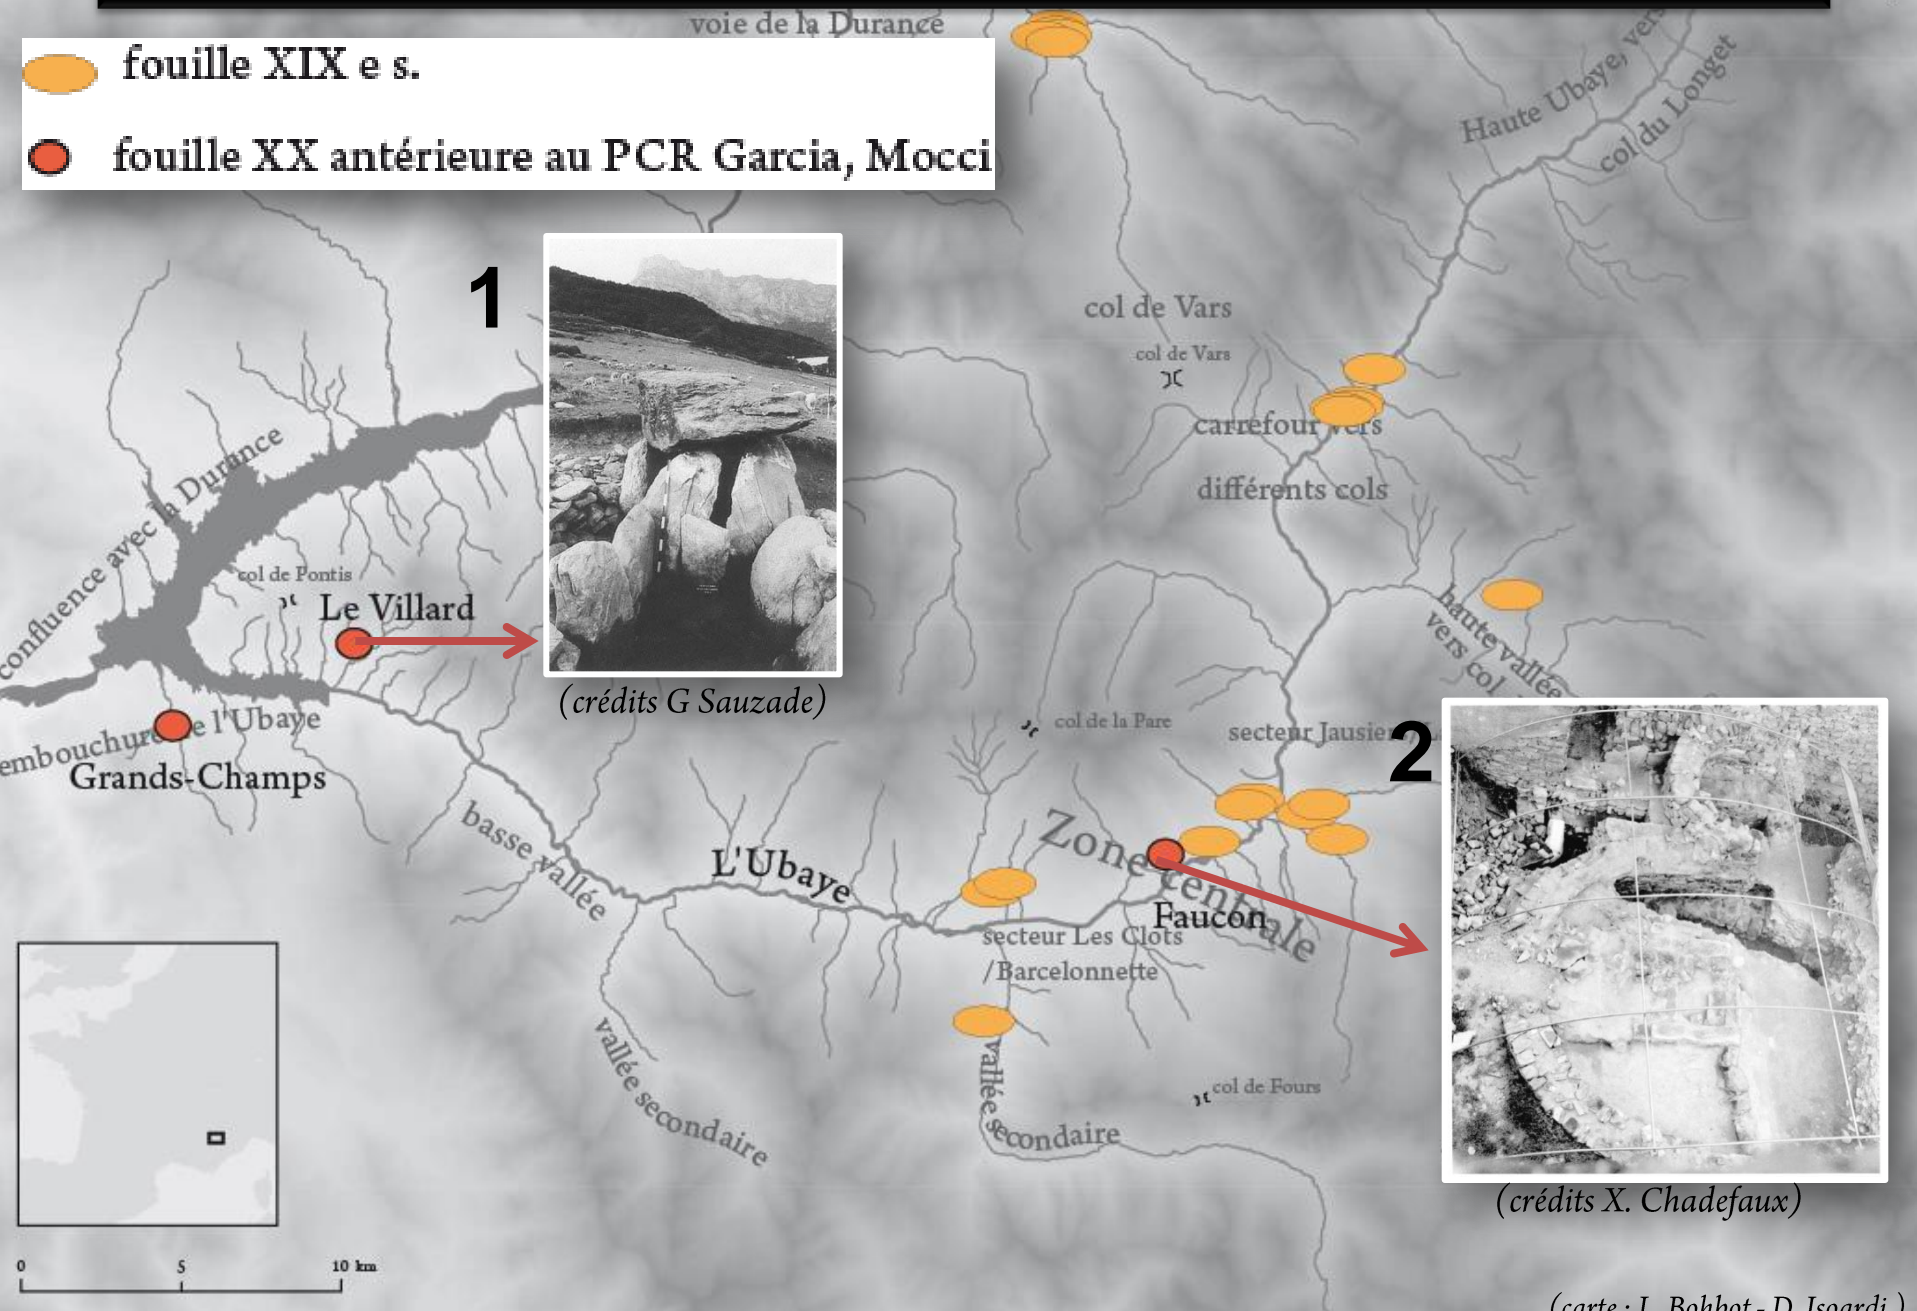 voie de la Durance
fouille XIX e s.
fouille XX antérieure au PCR Garcia, Mocci
Haute Ubaye, vers
col du Longet
1
col de Vars
col de Vars
carrefour vers
différents cols
confluence avec la Durance
col de Pontis
Le Villard
haute vallée
vers col
(crédits G Sauzade)
embouchure de l'Ubaye
Grands-Champs
col de la Pare
secteur Jausiers/
2
basse vallée
L'Ubaye
Zone centrale
Faucon
secteur Les Clots
/Barcelonnette
vallée secondaire
vallée secondaire
col de Fours
(crédits X. Chadefaux)
0 5 10 km
(carte : L. Bohbot - D. Isoardi )